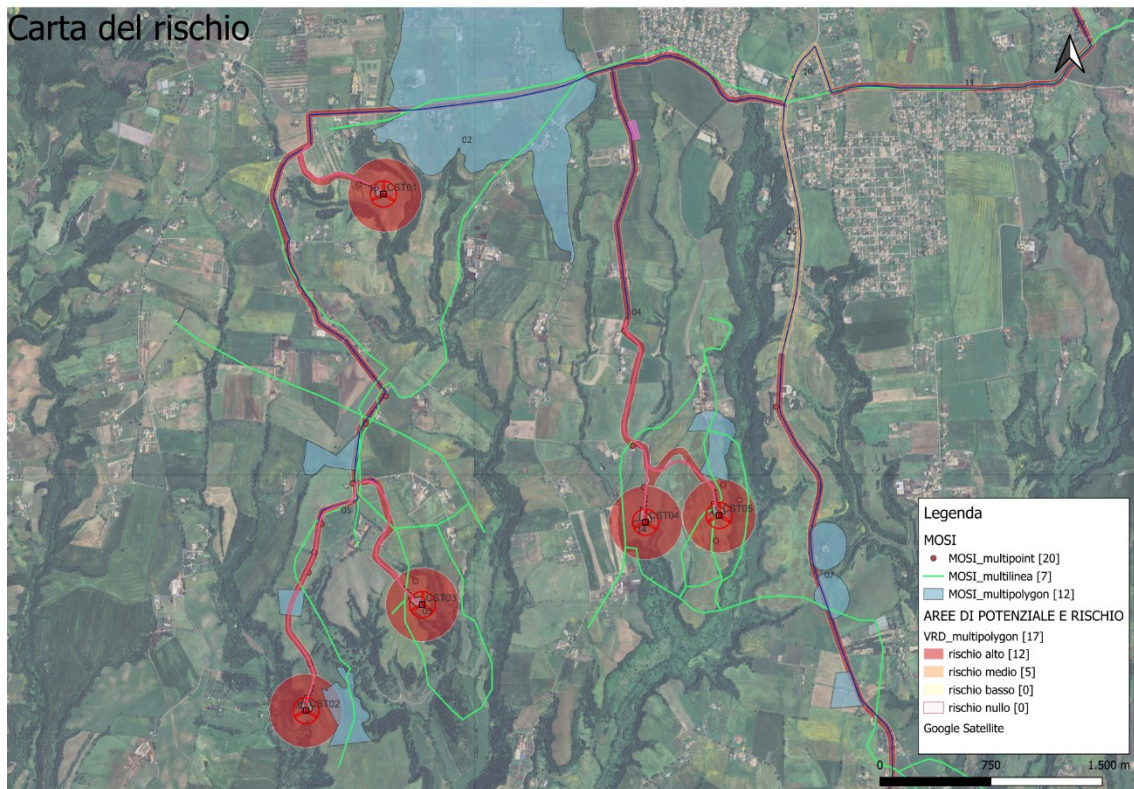 Carta del rischio
10
11
02
CST01
06
04
05
CST04
CST05
07
CST03
03
CST02
Legenda
MOSI
MOSI_multipoint [20]
MOSI_multilinea [7]
MOSI_multipolygon [12]
AREE DI POTENZIALE E RISCHIO
VRD_multipolygon [17]
rischio alto [12]
rischio medio [5]
rischio basso [0]
rischio nullo [0]
Google Satellite
0 750 1.500 m